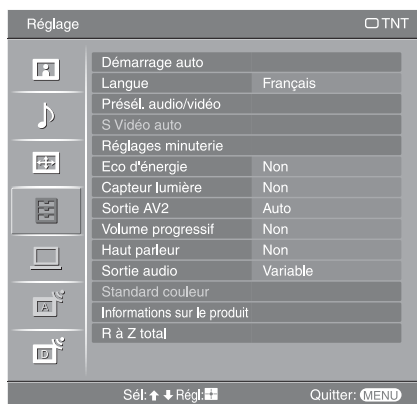 Réglage TNT
Démarrage auto
Langue Français
Présél. audio/vidéo
S Vidéo auto
Réglages minuterie
Eco d'énergie Non
Capteur lumière Non
Sortie AV2 Auto
Volume progressif Non
Haut parleur Non
Sortie audio Variable
Standard couleur
A
Informations sur le produit
R à Z total
D
Sél: Régl: Quitter: MENU